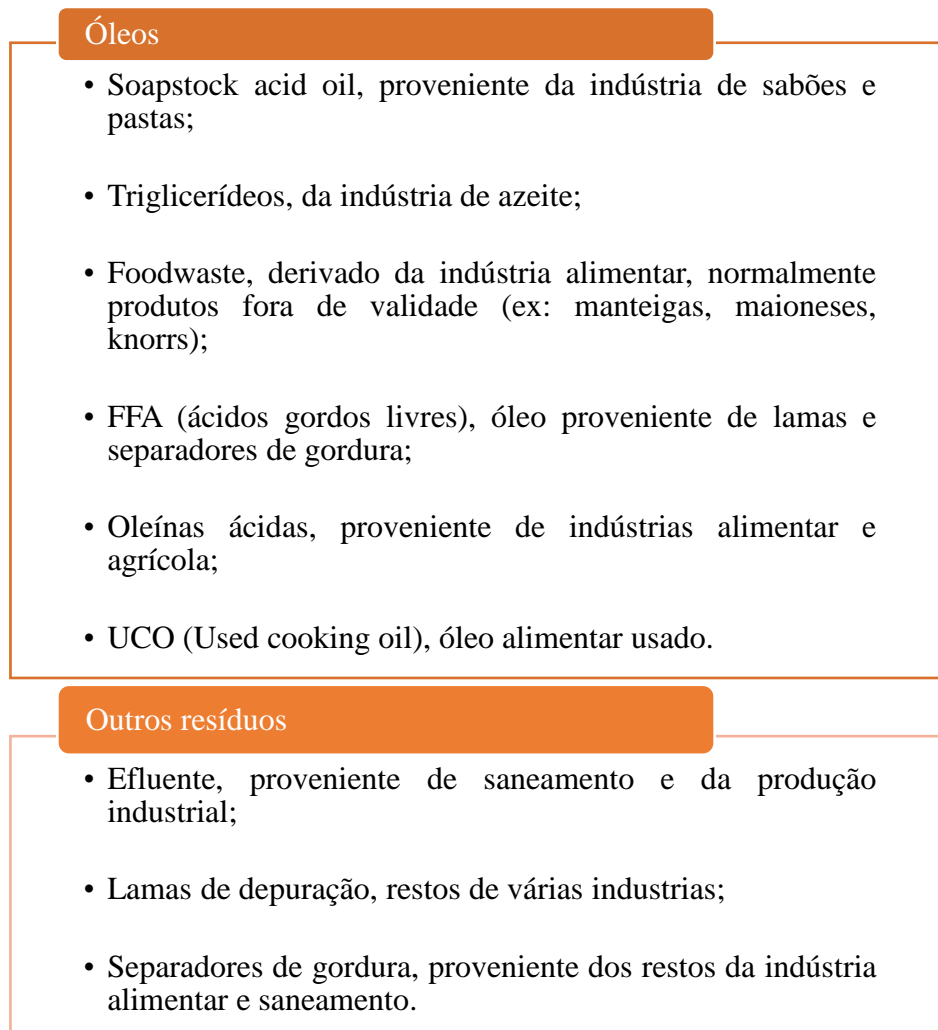 Óleos
• Soapstock acid oil, proveniente da indústria de sabões e
pastas;
• Triglicerídeos, da indústria de azeite;
• Foodwaste, derivado da indústria alimentar, normalmente
produtos fora de validade (ex: manteigas, maioneses,
knorrs);
• FFA (ácidos gordos livres), óleo proveniente de lamas e
separadores de gordura;
• Oleínas ácidas, proveniente de indústrias alimentar e
agrícola;
• UCO (Used cooking oil), óleo alimentar usado.
Outros resíduos
• Efluente, proveniente de saneamento e da produção
industrial;
• Lamas de depuração, restos de várias industrias;
• Separadores de gordura, proveniente dos restos da indústria
alimentar e saneamento.